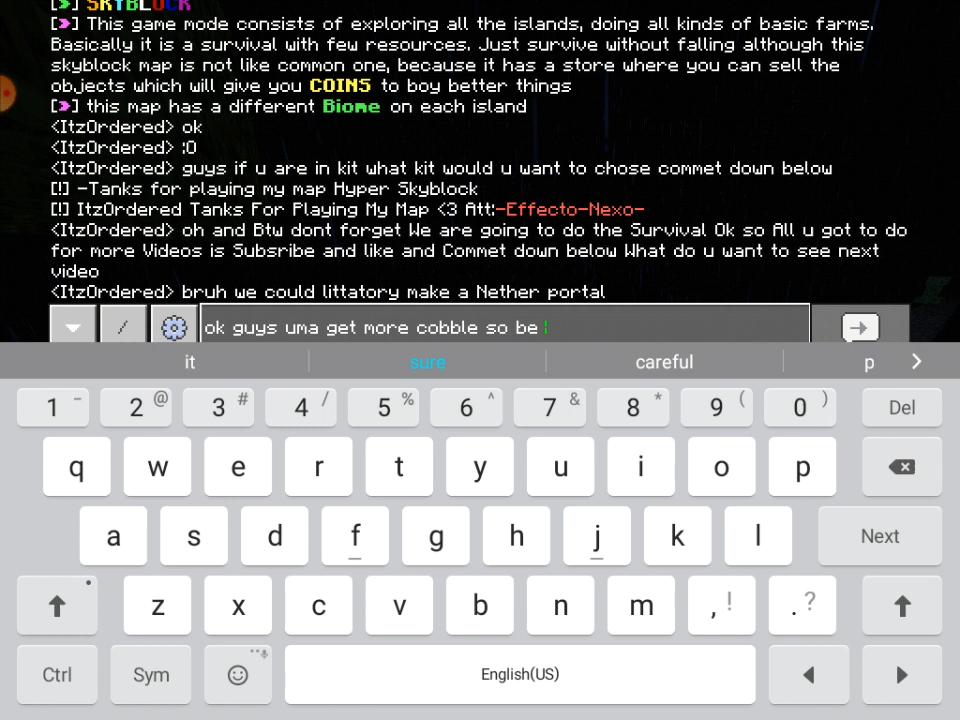 [➤] SKYBLOCK
[➤] This game mode consists of exploring all the islands, doing all kinds of basic farms.
Basically it is a survival with few resources. Just survive without falling although this
skyblock map is not like common one, because it has a store where you can sell the
objects which will give you COINS to boy better things
[➤] this map has a different Biome on each island
<ItzOrdered> ok
<ItzOrdered> ;O
<ItzOrdered> guys if u are in kit what kit would u want to chose commet down below
[!] -Tanks for playing my map Hyper Skyblock
[!] ItzOrdered Tanks For Playing My Map <3 Att:-Effecto-Nexo-
<ItzOrdered> oh and Btw dont forget We are going to do the Survival Ok so All u got to do
for more Videos is Subsribe and like and Commet down below What do u want to see next
video
<ItzOrdered> bruh we could littatory make a Nether portal
/ ok guys uma get more cobble so be
it sure careful p
1 - 2 @ 3 # 4 / 5 % 6 ^ 7 & 8 * 9 ( 0 ) Del
q w e r t y u i o p
a s d f g h j k l Next
z x c v b n m , ! . ?
Ctrl Sym English(US)